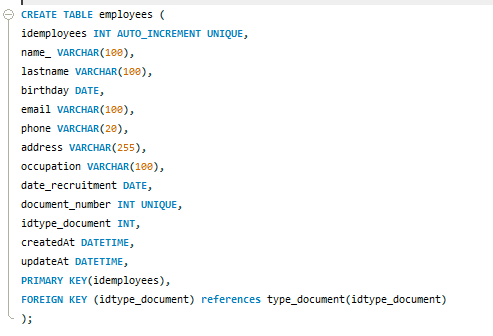 CREATE TABLE employees (
idemployees INT AUTO_INCREMENT UNIQUE,
name_ VARCHAR(100),
lastname VARCHAR(100),
birthday DATE,
email VARCHAR(100),
phone VARCHAR(20),
address VARCHAR(255),
occupation VARCHAR(100),
date_recruitment DATE,
document_number INT UNIQUE,
idtype_document INT,
createdAt DATETIME,
updateAt DATETIME,
PRIMARY KEY(idemployees),
FOREIGN KEY (idtype_document) references type_document(idtype_document)
);